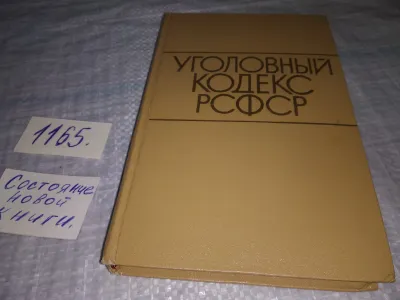 УГОЛОВНЫЙ
КОДЕКС
РСФСР
1165.
Состояние
новой
книги.